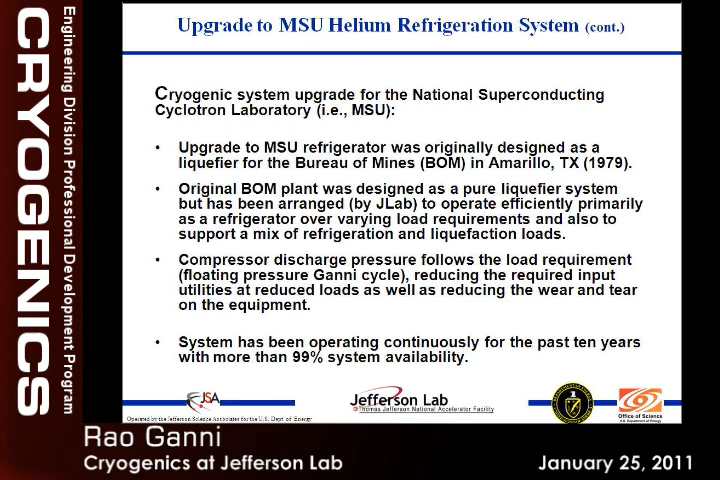 Engineering Division Professional Development Program
CRYOGENICS
Upgrade to MSU Helium Refrigeration System (cont.)
Cryogenic system upgrade for the National Superconducting
Cyclotron Laboratory (i.e., MSU):
• Upgrade to MSU refrigerator was originally designed as a
liquefier for the Bureau of Mines (BOM) in Amarillo, TX (1979).
• Original BOM plant was designed as a pure liquefier system
but has been arranged (by JLab) to operate efficiently primarily
as a refrigerator over varying load requirements and also to
support a mix of refrigeration and liquefaction loads.
• Compressor discharge pressure follows the load requirement
(floating pressure Ganni cycle), reducing the required input
utilities at reduced loads as well as reducing the wear and tear
on the equipment.
• System has been operating continuously for the past ten years
with more than 99% system availability.
JSA
Jefferson Lab
Thomas Jefferson National Accelerator Facility
Office of Science
U.S. Department of Energy
Operated by the Jefferson Science Associates for the U.S. Dept. of Energy
Rao Ganni
Cryogenics at Jefferson Lab
January 25, 2011